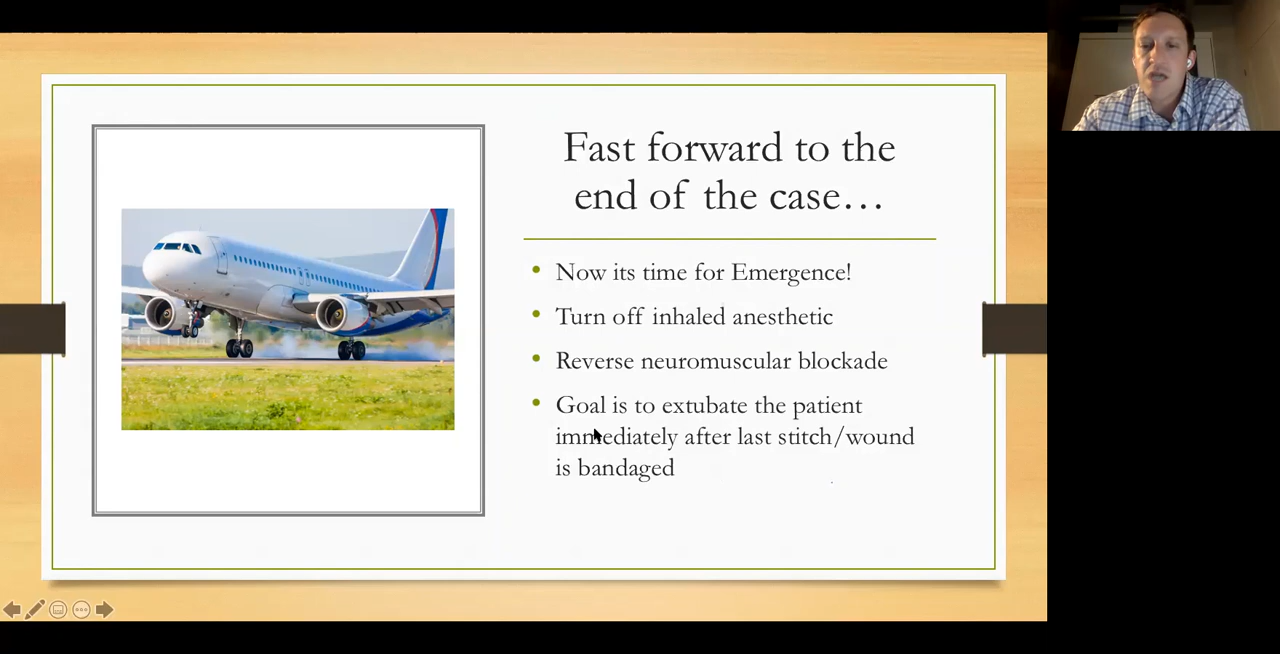 Fast forward to the
end of the case…
Now its time for Emergence!
Turn off inhaled anesthetic
Reverse neuromuscular blockade
Goal is to extubate the patient
immediately after last stitch/wound
is bandaged